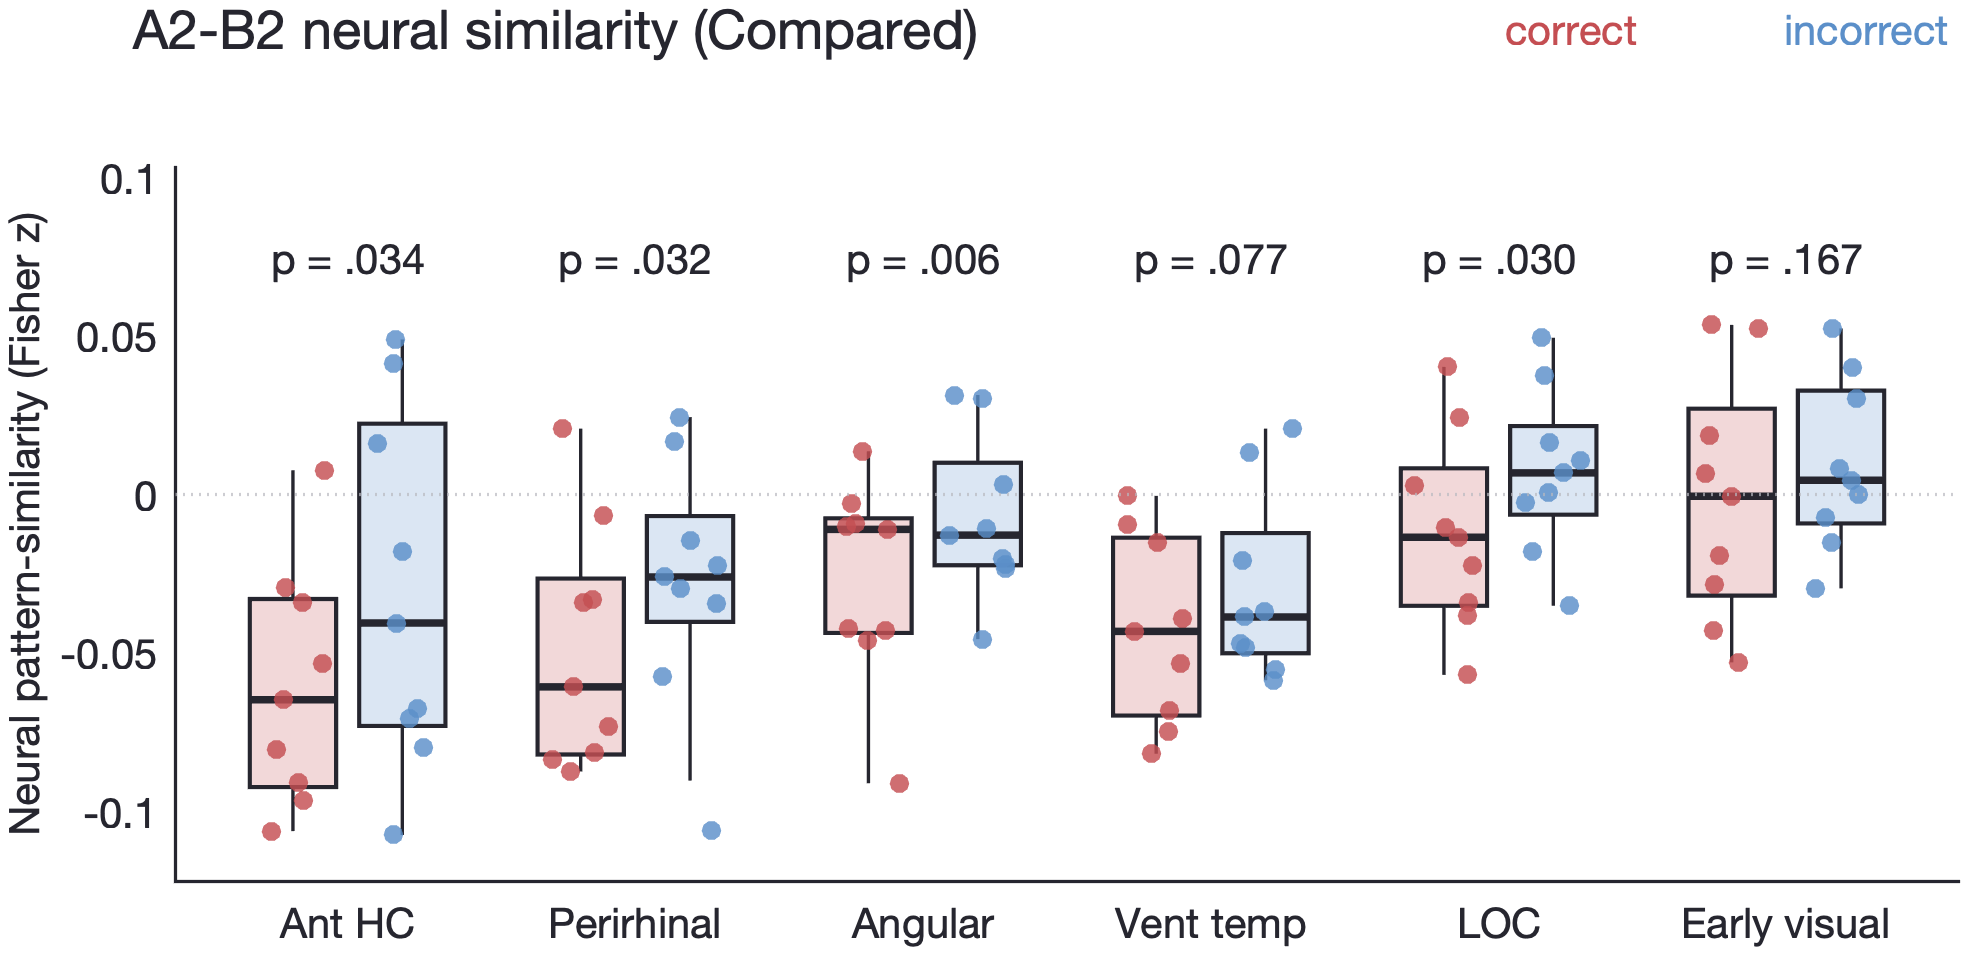 A2-B2 neural similarity (Compared)
correct
incorrect
Neural pattern-similarity (Fisher z)
0.1
0.05
0
-0.05
-0.1
p = .034
p = .032
p = .006
p = .077
p = .030
p = .167
Ant HC
Perirhinal
Angular
Vent temp
LOC
Early visual